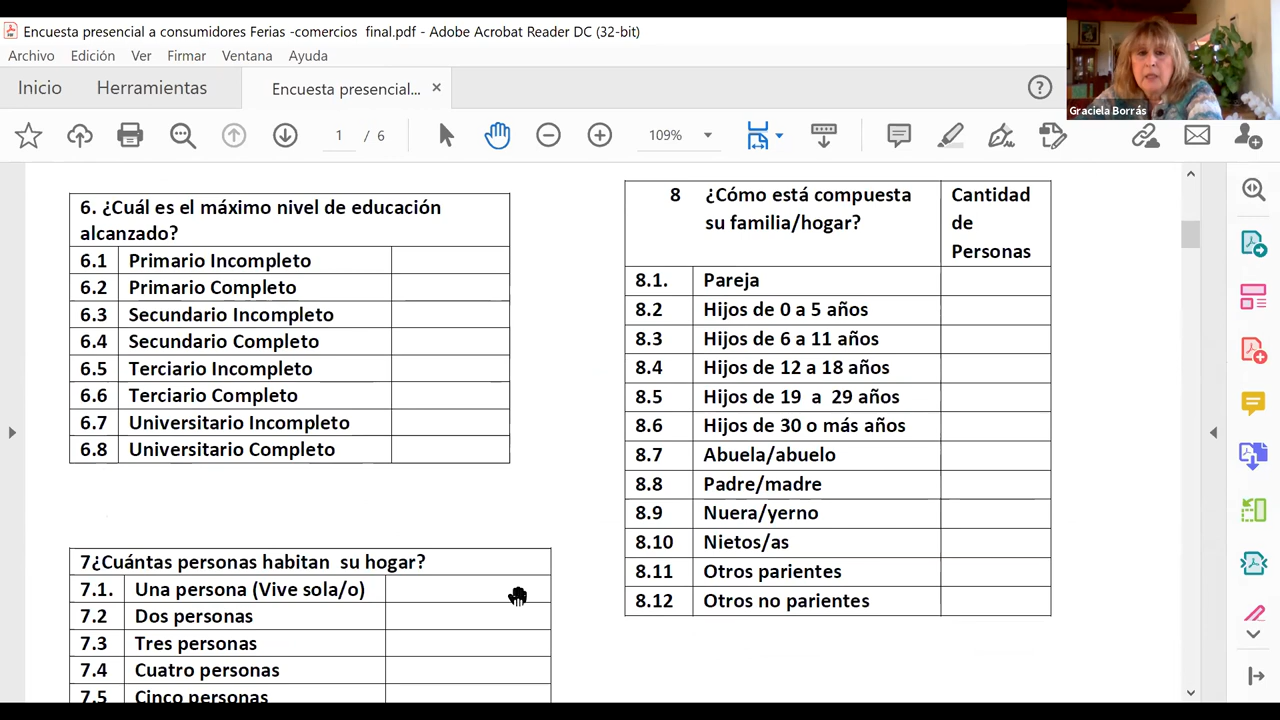 Encuesta presencial a consumidores Ferias -comercios  final.pdf - Adobe Acrobat Reader DC (32-bit)
Archivo Edición Ver Firmar Ventana Ayuda
Inicio Herramientas Encuesta presencial... ×
1 / 6 109%
Graciela Borrás
6. ¿Cuál es el máximo nivel de educación
alcanzado?
6.1 Primario Incompleto
6.2 Primario Completo
6.3 Secundario Incompleto
6.4 Secundario Completo
6.5 Terciario Incompleto
6.6 Terciario Completo
6.7 Universitario Incompleto
6.8 Universitario Completo
7¿Cuántas personas habitan  su hogar?
7.1. Una persona (Vive sola/o)
7.2 Dos personas
7.3 Tres personas
7.4 Cuatro personas
7.5 Cinco personas
8 ¿Cómo está compuesta Cantidad
su familia/hogar? de
Personas
8.1. Pareja
8.2 Hijos de 0 a 5 años
8.3 Hijos de 6 a 11 años
8.4 Hijos de 12 a 18 años
8.5 Hijos de 19  a  29 años
8.6 Hijos de 30 o más años
8.7 Abuela/abuelo
8.8 Padre/madre
8.9 Nuera/yerno
8.10 Nietos/as
8.11 Otros parientes
8.12 Otros no parientes